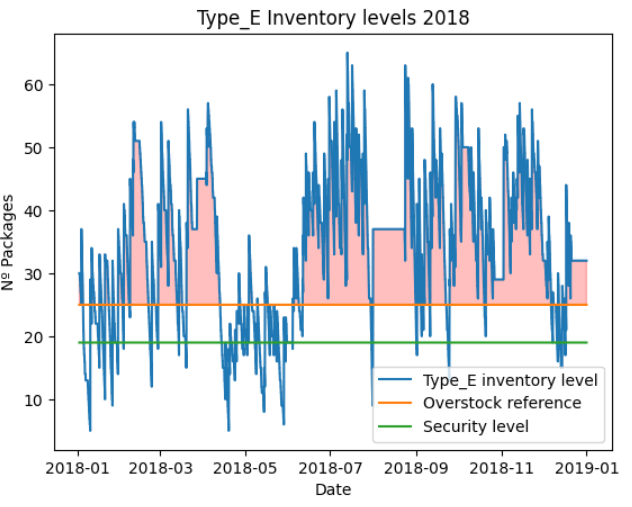 Type_E Inventory levels 2018
Nº Packages
60
50
40
30
20
10
Type_E inventory level
Overstock reference
Security level
2018-01 2018-03 2018-05 2018-07 2018-09 2018-11 2019-01
Date